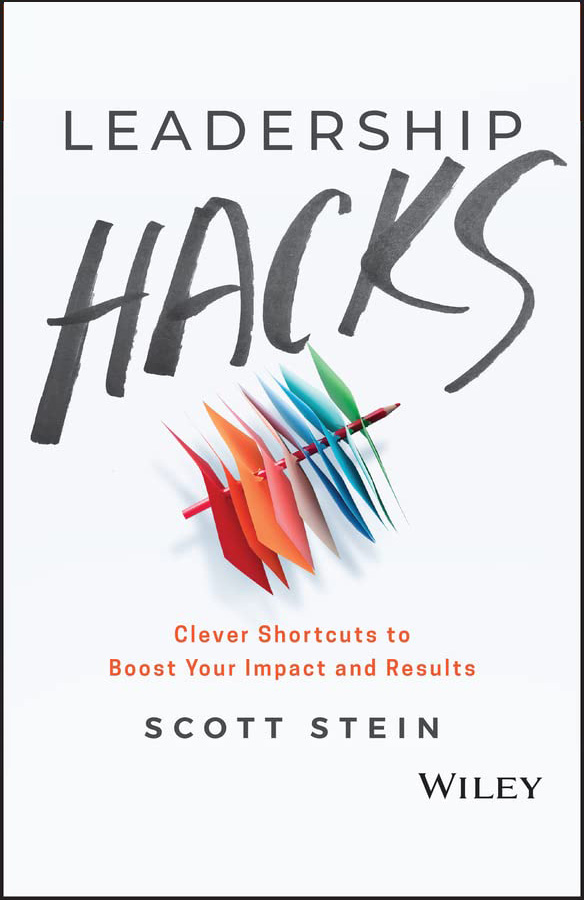 LEADERSHIP
HACKS
Clever Shortcuts to
Boost Your Impact and Results
SCOTT STEIN
WILEY